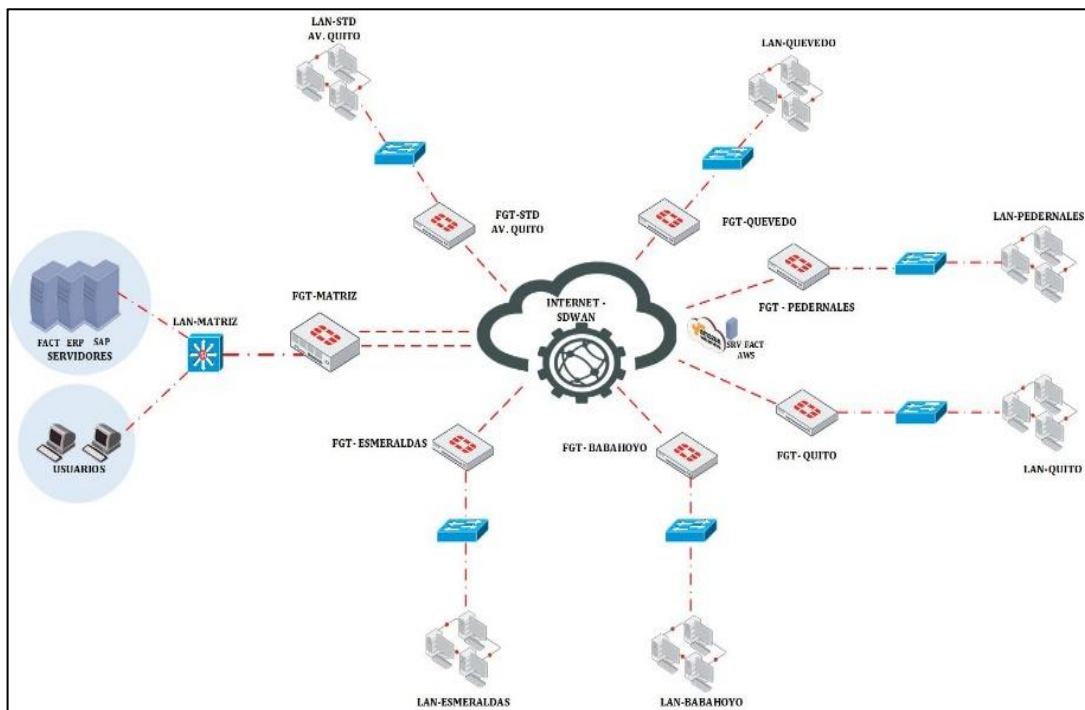 LAN-STD
AV. QUITO
LAN-QUEVEDO
FGT-STD
AV. QUITO
FGT-QUEVEDO
LAN-PEDERNALES
FGT-MATRIZ
INTERNET -
SDWAN
FGT - PEDERNALES
LAN-MATRIZ
FACT ERP SAP
SERVIDORES
SRV FACT
AWS
FGT- ESMERALDAS
FGT - BABAHOYO
FGT - QUITO
USUARIOS
LAN-QUITO
LAN-ESMERALDAS
LAN-BABAHOYO